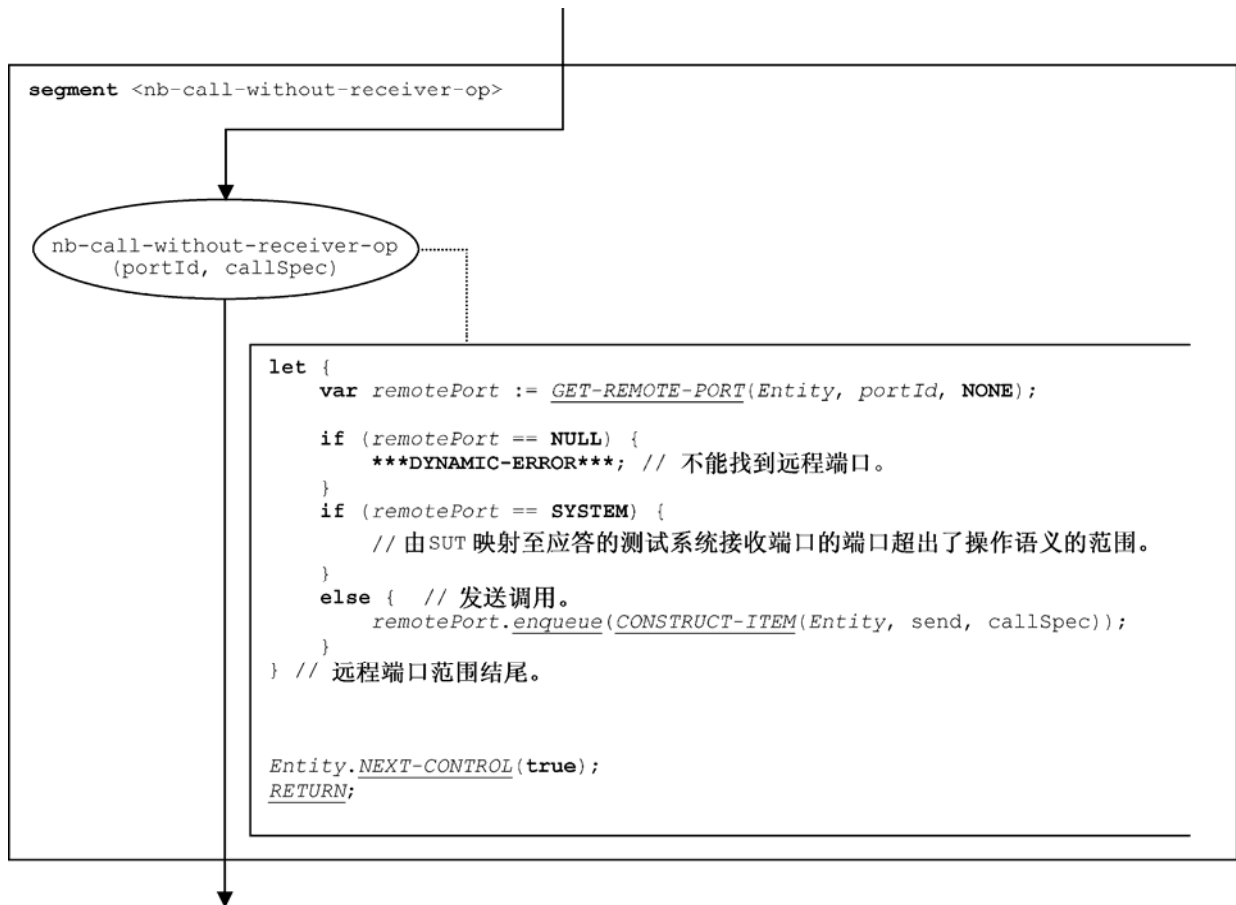 segment <nb-call-without-receiver-op>
nb-call-without-receiver-op
(portId, callSpec)
let {
var remotePort := GET-REMOTE-PORT(Entity, portId, NONE);
if (remotePort == NULL) {
***DYNAMIC-ERROR***; // 不能找到远程端口。
}
if (remotePort == SYSTEM) {
// 由SUT 映射至应答的测试系统接收端口的端口超出了操作语义的范围。
}
else { // 发送调用。
remotePort.enqueue(CONSTRUCT-ITEM(Entity, send, callSpec));
}
} // 远程端口范围结尾。
Entity.NEXT-CONTROL(true);
RETURN;